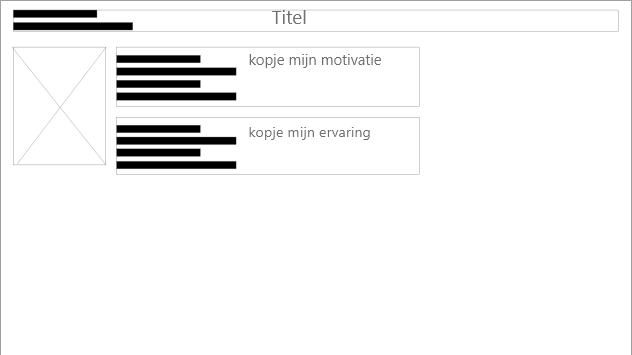 Titel
kopje mijn motivatie
kopje mijn ervaring